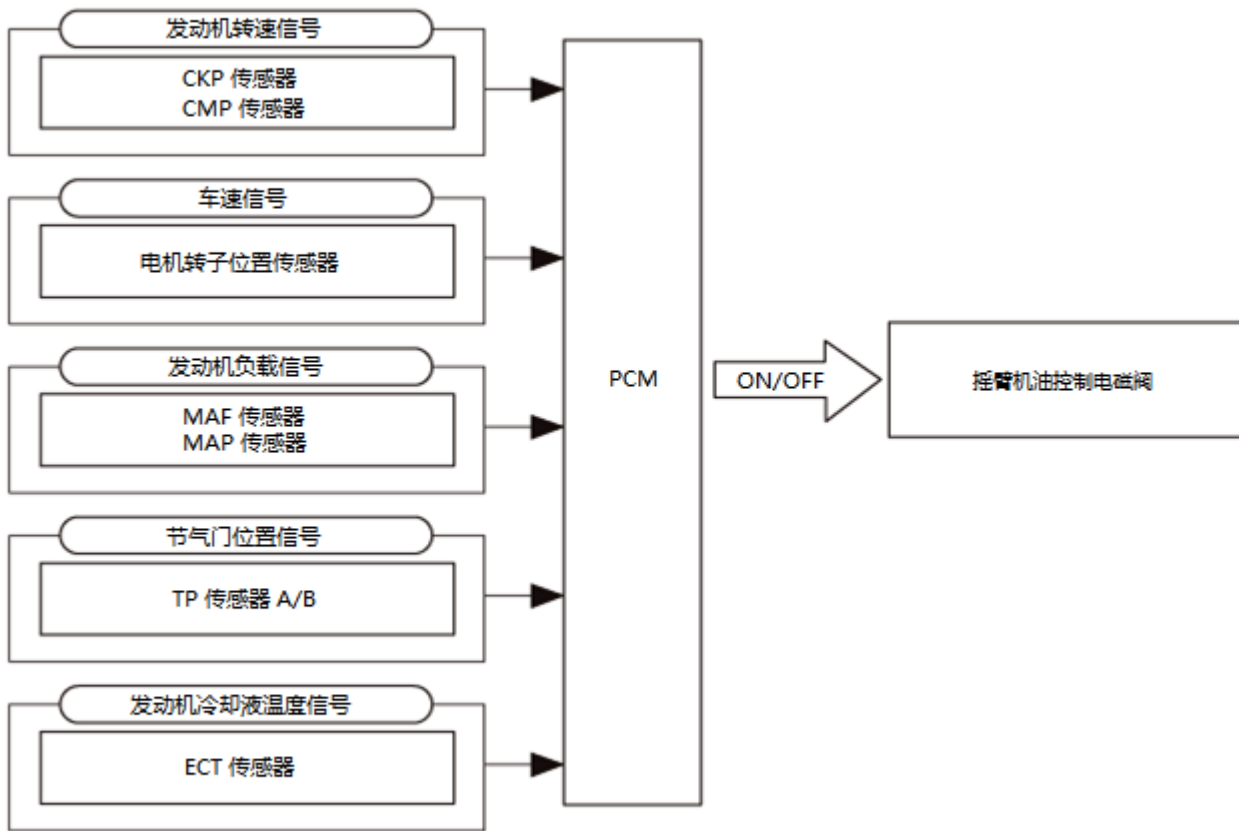 发动机转速信号
CKP 传感器
CMP 传感器
车速信号
电机转子位置传感器
发动机负载信号
MAF 传感器
MAP 传感器
节气门位置信号
TP 传感器 A/B
发动机冷却液温度信号
ECT 传感器
PCM
ON/OFF
摇臂机油控制电磁阀